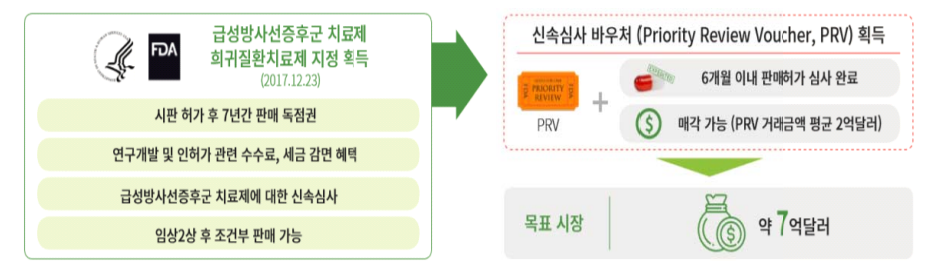 FDA
급성방사선증후군 치료제
희귀질환치료제 지정 획득
(2017.12.23)
시판 허가 후 7년간 판매 독점권
연구개발 및 인허가 관련 수수료, 세금 감면 혜택
급성방사선증후군 치료제에 대한 신속심사
임상2상 후 조건부 판매 가능
신속심사 바우처 (Priority Review Voucher, PRV) 획득
FDA
PRIORITY
REVIEW
FDA
PRV
+
6개월 이내 판매허가 심사 완료
$
매각 가능 (PRV 거래금액 평균 2억달러)
목표 시장
$
약 7억달러